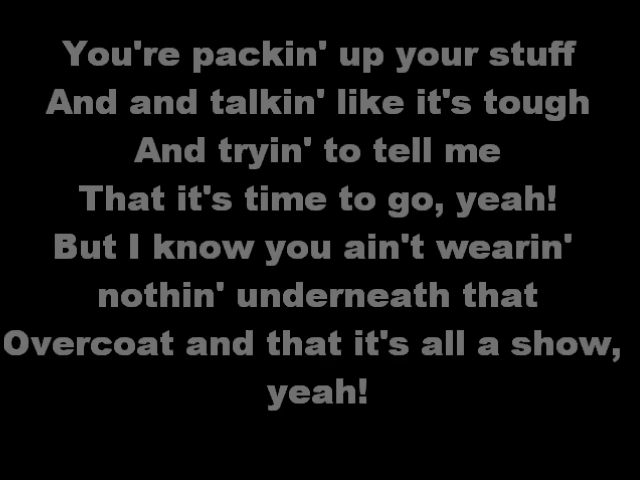 You're packin' up your stuff
And and talkin' like it's tough
And tryin' to tell me
That it's time to go, yeah!
But I know you ain't wearin'
nothin' underneath that
Overcoat and that it's all a show,
yeah!